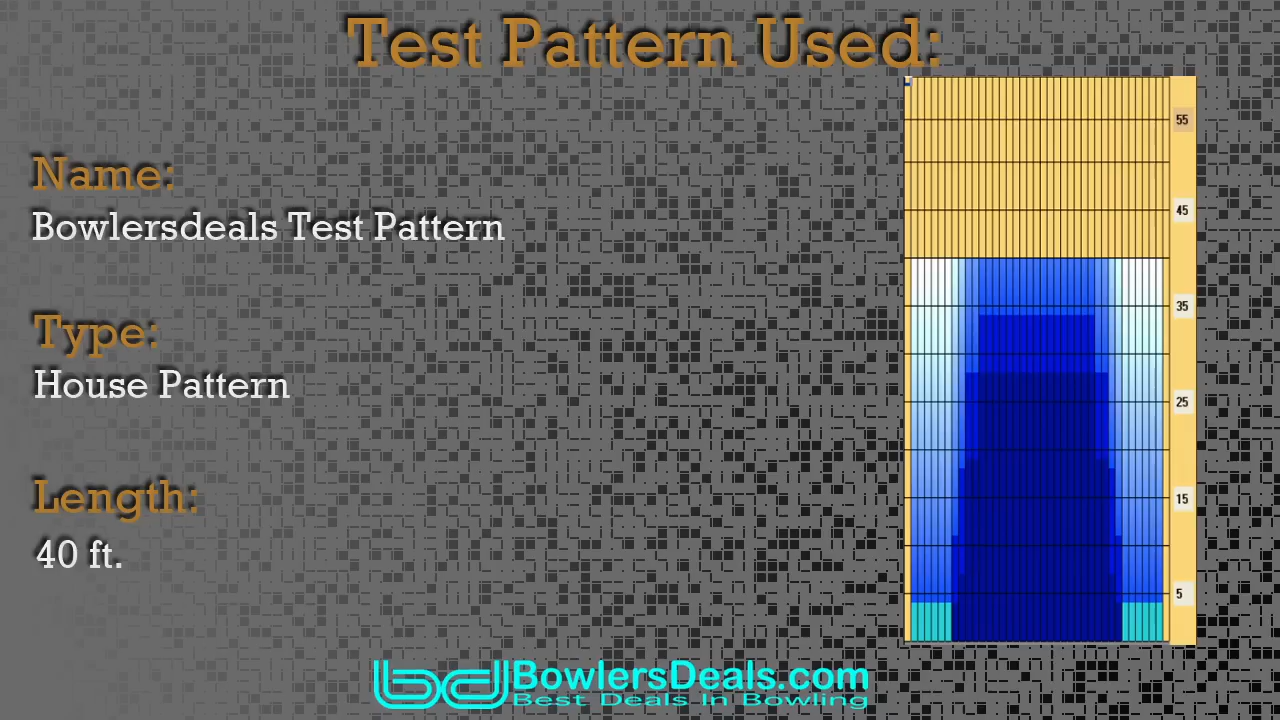 Test Pattern Used:
Name:
Bowlersdeals Test Pattern
Type:
House Pattern
Length:
40 ft.
55
45
35
25
15
5
bd BowlersDeals.com
Best Deals In Bowling